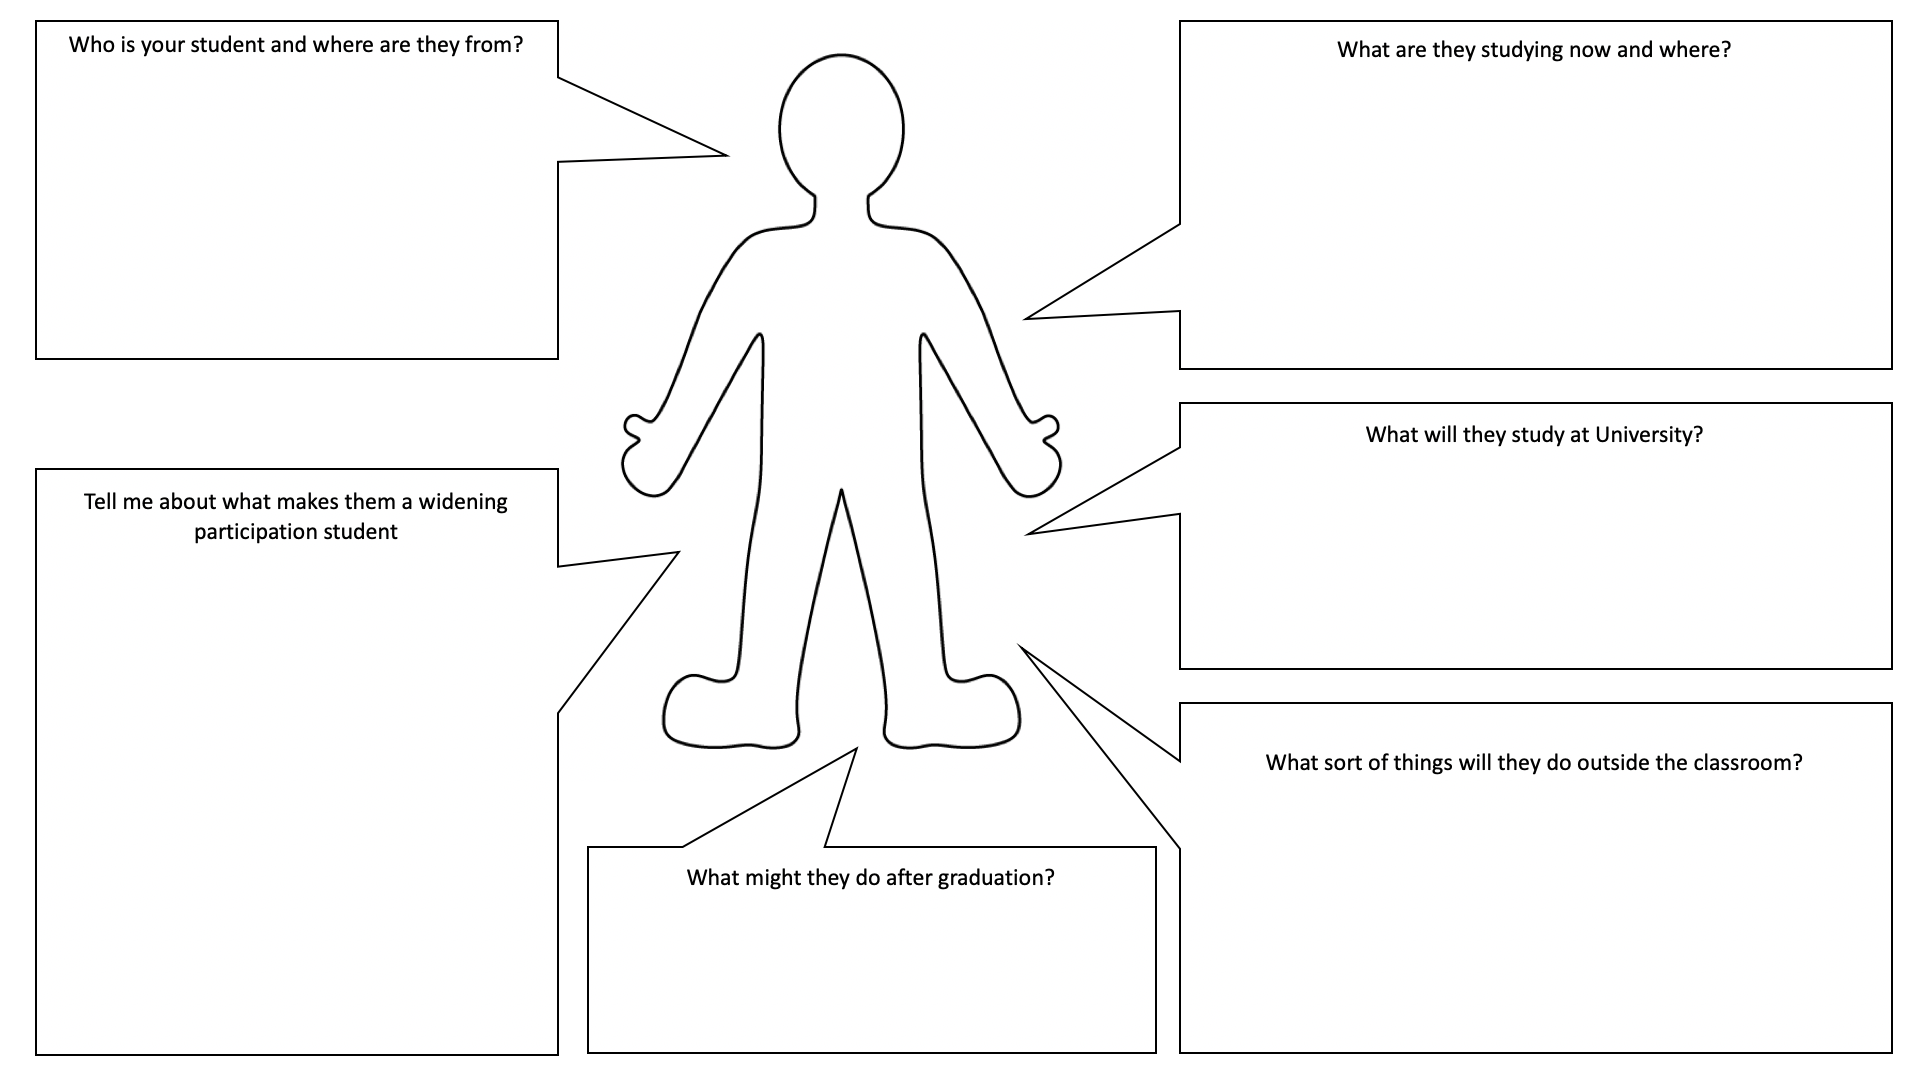 Who is your student and where are they from?
What are they studying now and where?
What will they study at University?
Tell me about what makes them a widening
participation student
What sort of things will they do outside the classroom?
What might they do after graduation?